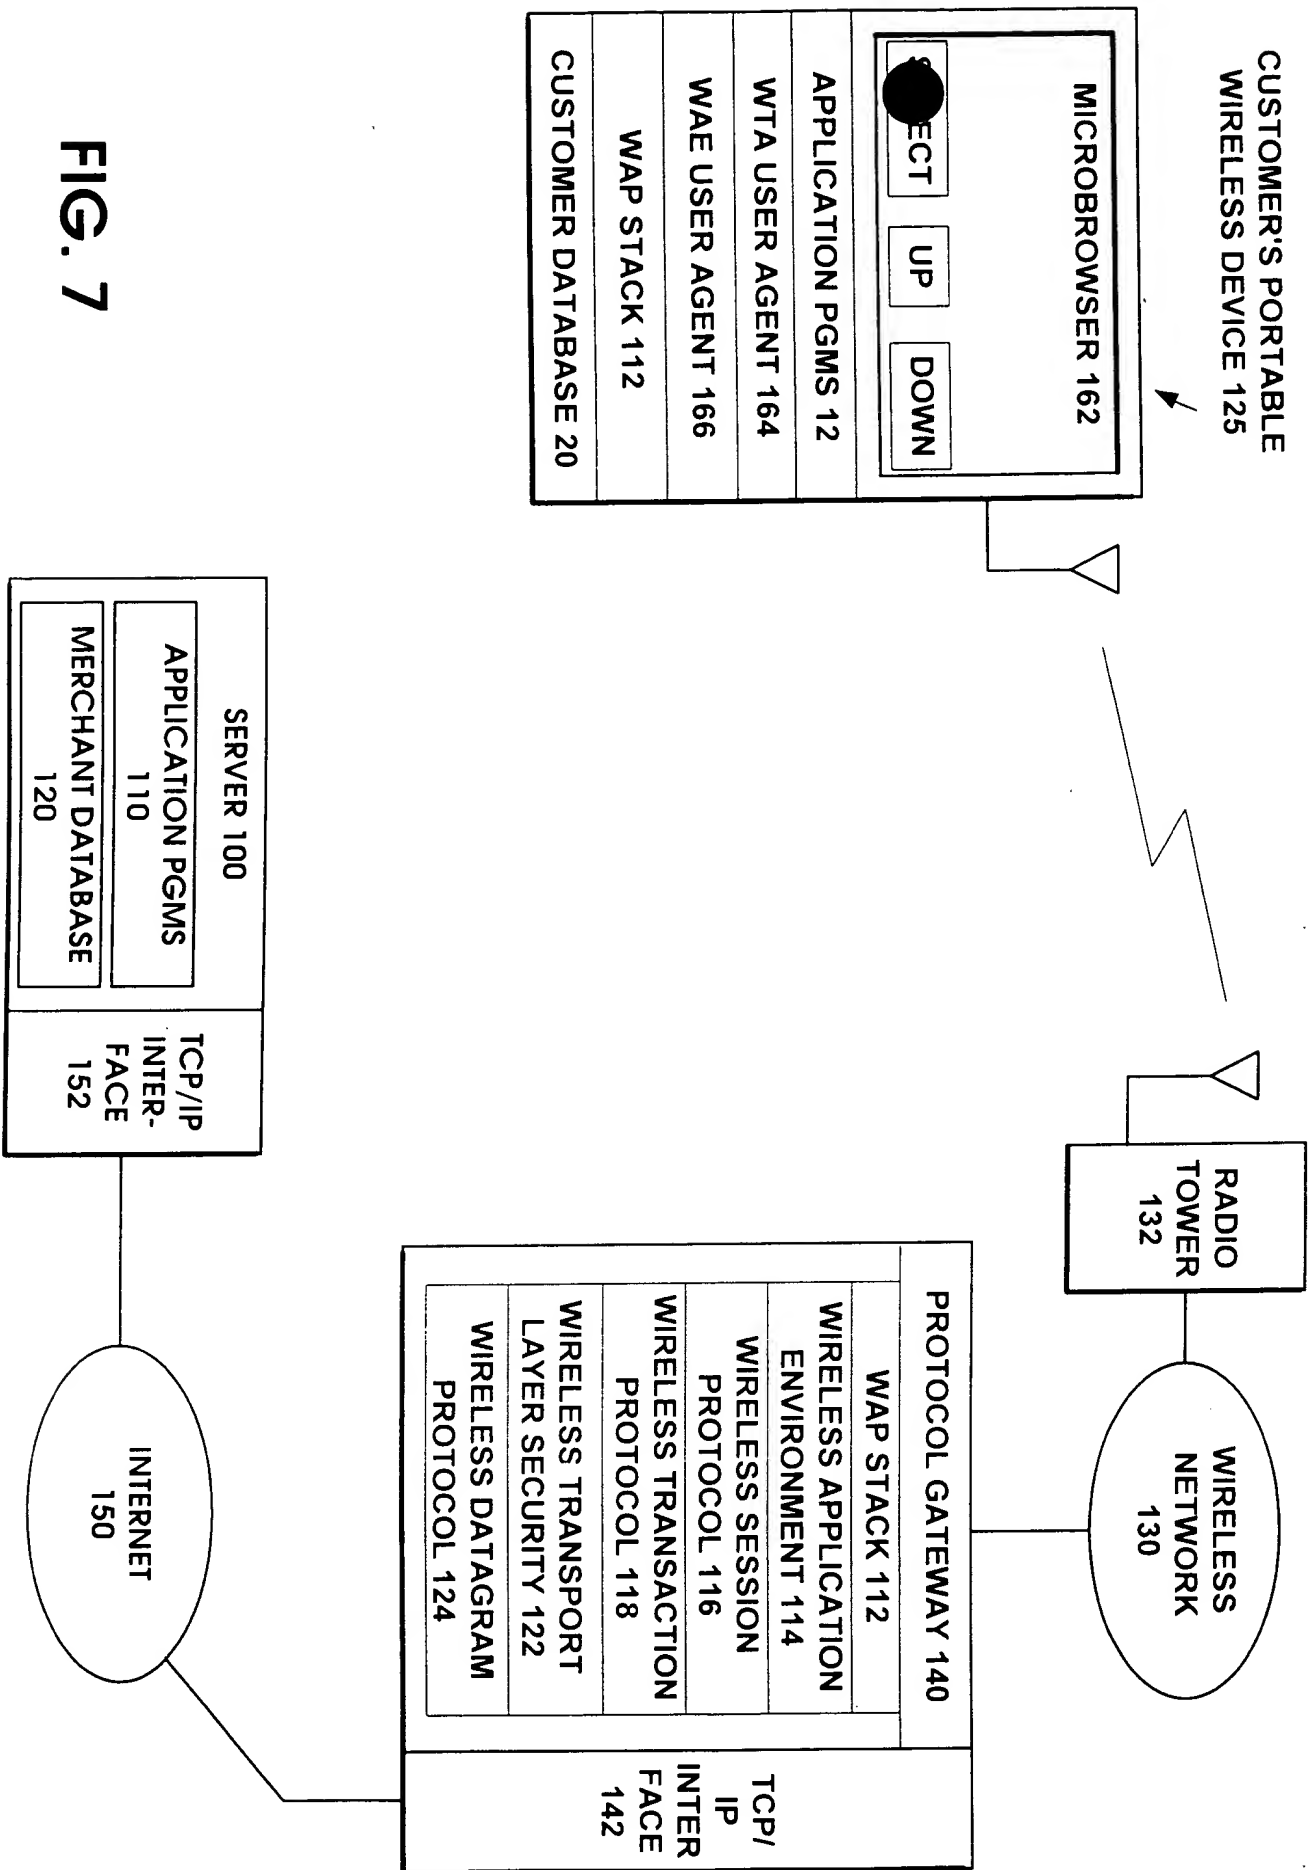 CUSTOMER'S PORTABLE
WIRELESS DEVICE 125
MICROBROWSER 162
UP
DOWN
APPLICATION PGMS 12
WTA USER AGENT 164
WAE USER AGENT 166
WAP STACK 112
CUSTOMER DATABASE 20
RADIO
TOWER
132
WIRELESS
NETWORK
130
PROTOCOL GATEWAY 140
WAP STACK 112
WIRELESS APPLICATION
ENVIRONMENT 114
WIRELESS SESSION
PROTOCOL 116
WIRELESS TRANSACTION
PROTOCOL 118
WIRELESS TRANSPORT
LAYER SECURITY 122
WIRELESS DATAGRAM
PROTOCOL 124
TCP/
IP
INTER
FACE
142
SERVER 100
APPLICATION PGMS
110
MERCHANT DATABASE
120
TCP/IP
INTER-
FACE
152
INTERNET
150
FIG. 7